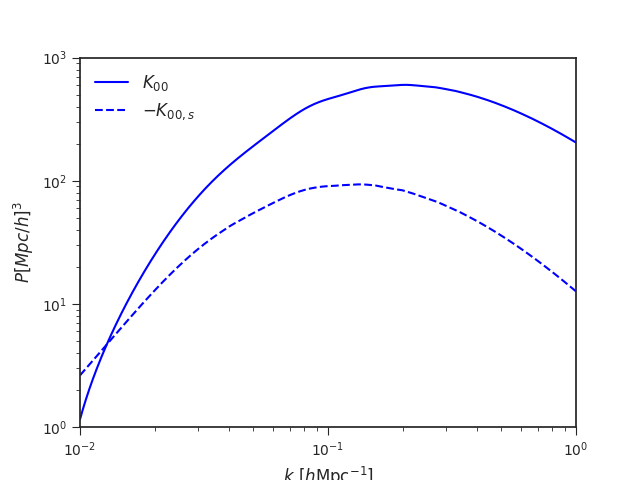 10³
K₀₀
−K₀₀,ₛ
10²
P[Mpc/h]³
10¹
10⁰
10⁻² 10⁻¹ 10⁰
k [hMpc⁻¹]